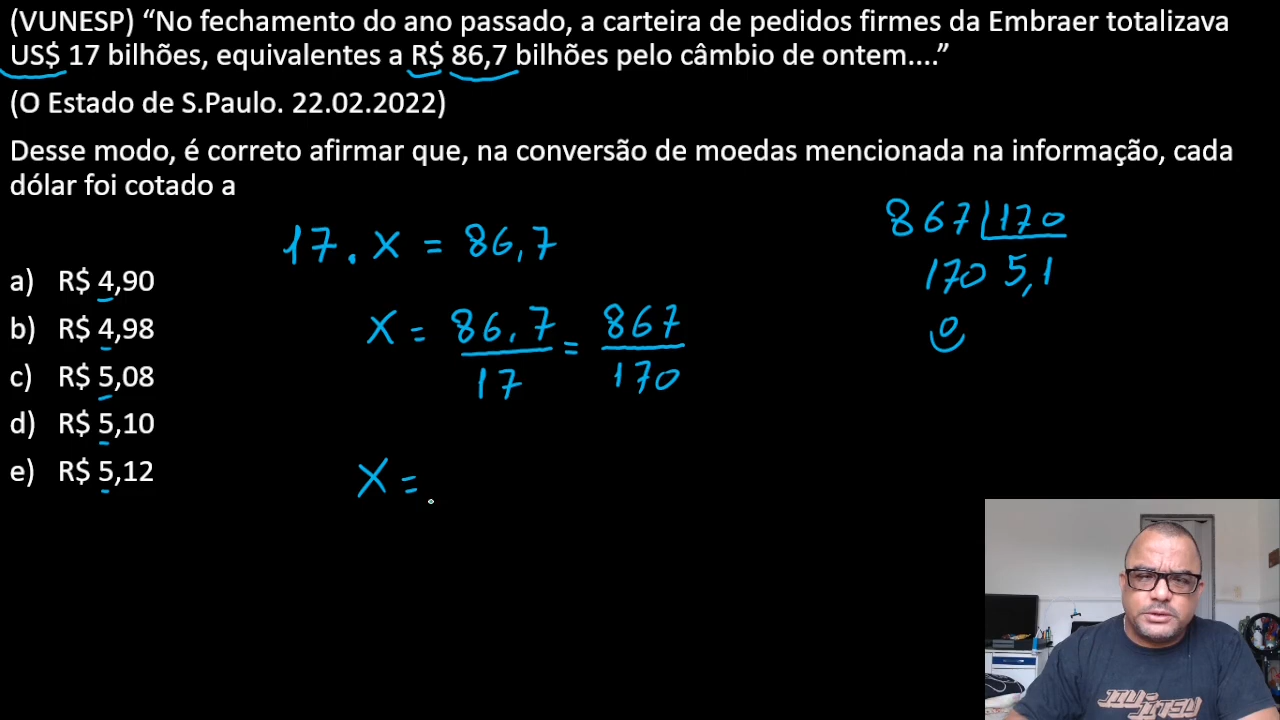 (VUNESP) “No fechamento do ano passado, a carteira de pedidos firmes da Embraer totalizava
US$ 17 bilhões, equivalentes a R$ 86,7 bilhões pelo câmbio de ontem....”
(O Estado de S.Paulo. 22.02.2022)
Desse modo, é correto afirmar que, na conversão de moedas mencionada na informação, cada
dólar foi cotado a
a) R$ 4,90
b) R$ 4,98
c) R$ 5,08
d) R$ 5,10
e) R$ 5,12
17 . X = 86,7
X = 86,7 = 867
17 170
X =
867 170
170 5,1
0
JIU
JITSU